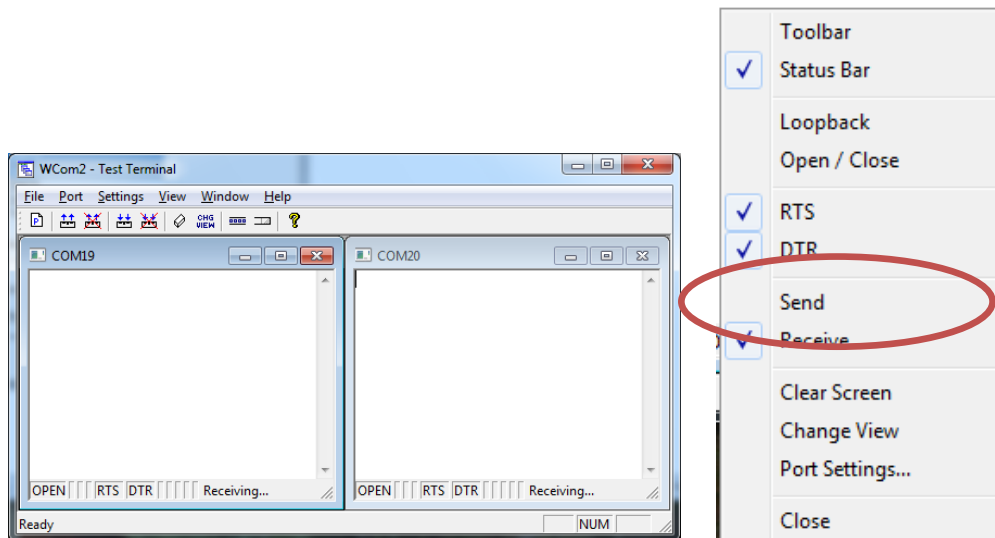 WCom2 - Test Terminal
File Port Settings View Window Help
P CHG VIEW ?
COM19
COM20
OPEN RTS DTR Receiving...
OPEN RTS DTR Receiving...
Ready NUM
Toolbar
Status Bar
Loopback
Open / Close
RTS
DTR
Send
Receive
Clear Screen
Change View
Port Settings...
Close